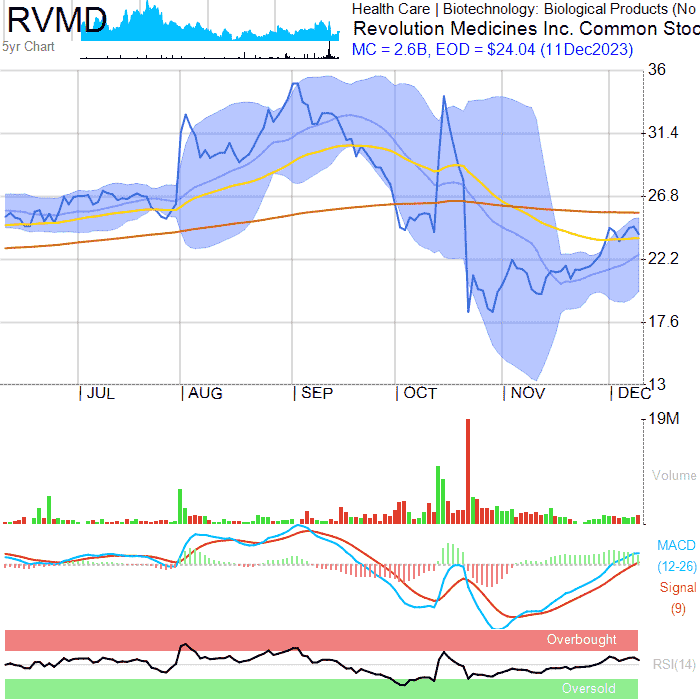 RVMD
Health Care | Biotechnology: Biological Products (No
Revolution Medicines Inc. Common Stoc
5yr Chart
MC = 2.6B, EOD = $24.04 (11Dec2023)
36
31.4
26.8
22.2
17.6
13
JUL
AUG
SEP
OCT
NOV
DEC
19M
Volume
MACD
(12-26)
Signal
(9)
Overbought
RSI(14)
Oversold